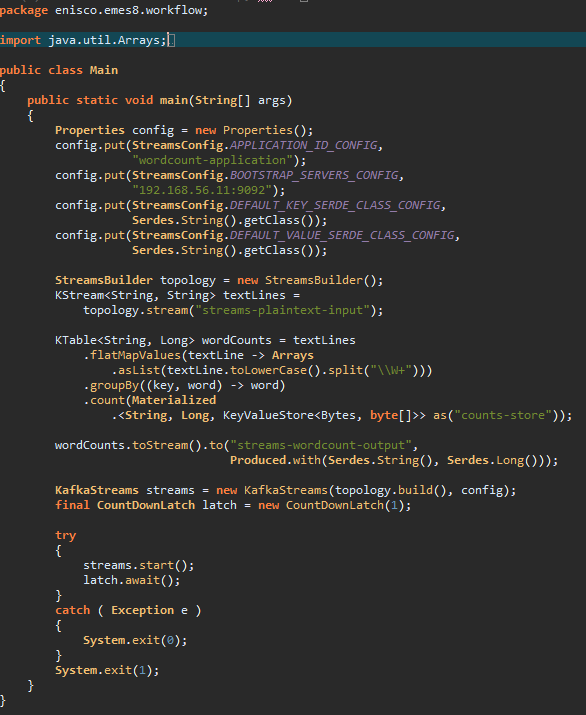 package enisco.emes8.workflow;
import java.util.Arrays;
public class Main
{
public static void main(String[] args)
{
Properties config = new Properties();
config.put(StreamsConfig.APPLICATION_ID_CONFIG,
"wordcount-application");
config.put(StreamsConfig.BOOTSTRAP_SERVERS_CONFIG,
"192.168.56.11:9092");
config.put(StreamsConfig.DEFAULT_KEY_SERDE_CLASS_CONFIG,
Serdes.String().getClass());
config.put(StreamsConfig.DEFAULT_VALUE_SERDE_CLASS_CONFIG,
Serdes.String().getClass());
StreamsBuilder topology = new StreamsBuilder();
KStream<String, String> textLines =
topology.stream("streams-plaintext-input");
KTable<String, Long> wordCounts = textLines
.flatMapValues(textLine -> Arrays
.asList(textLine.toLowerCase().split("\\W+")))
.groupBy((key, word) -> word)
.count(Materialized
.<String, Long, KeyValueStore<Bytes, byte[]>> as("counts-store"));
wordCounts.toStream().to("streams-wordcount-output",
Produced.with(Serdes.String(), Serdes.Long()));
KafkaStreams streams = new KafkaStreams(topology.build(), config);
final CountDownLatch latch = new CountDownLatch(1);
try
{
streams.start();
latch.await();
}
catch ( Exception e )
{
System.exit(0);
}
System.exit(1);
}
}